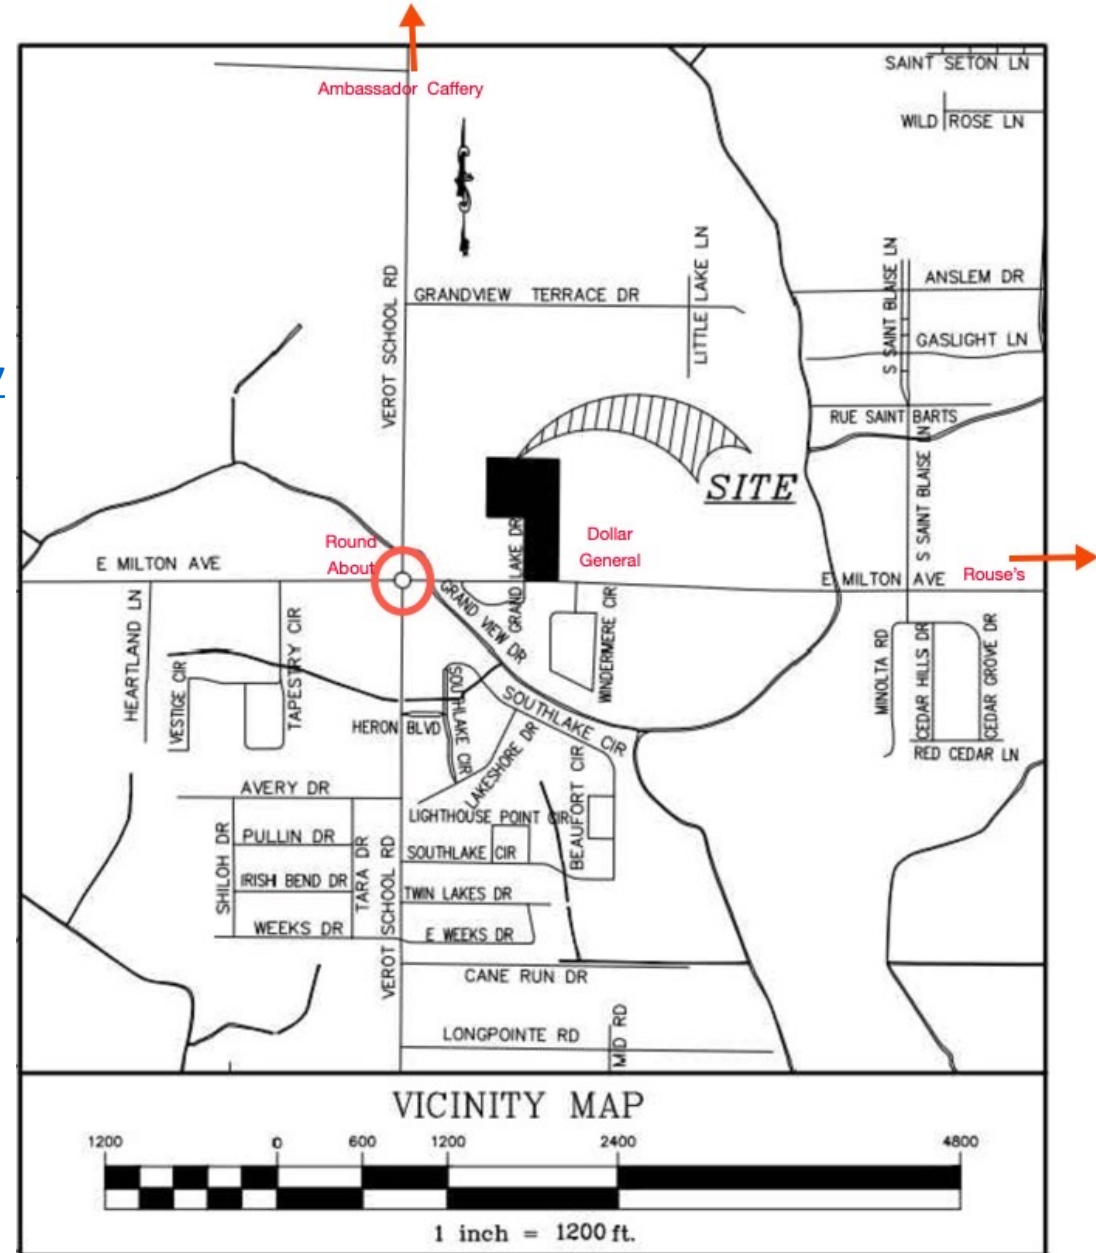 Ambassador Caffery
SAINT SETON LN
WILD ROSE LN
VEROT SCHOOL RD
GRANDVIEW TERRACE DR
LITTLE LAKE LN
S SAINT BLAISE LN
ANSLEM DR
GASLIGHT LN
RUE SAINT BARTS
S SAINT BLAISE LN
SITE
Round
About
Dollar
General
GRAND LAKE DR
E MILTON AVE
E MILTON AVE
Rouse's
GRAND VIEW DR
WINDERMERE CIR
HEARTLAND LN
VESTIGE CIR
TAPESTRY CIR
HERON BLVD
SOUTHLAKE CIR
SOUTHLAKE CIR
LAKESHORE DR
BEAUFORT CIR
MINOLTA RD
CEDAR HILLS DR
CEDAR GROVE DR
RED CEDAR LN
AVERY DR
LIGHTHOUSE POINT CIR
SHILOH DR
PULLIN DR
TARA DR
VEROT SCHOOL RD
SOUTHLAKE CIR
IRISH BEND DR
TWIN LAKES DR
WEEKS DR
E WEEKS DR
CANE RUN DR
LONGPOINTE RD
MID RD
VICINITY MAP
1200 0 600 1200 2400 4800
1 inch = 1200 ft.